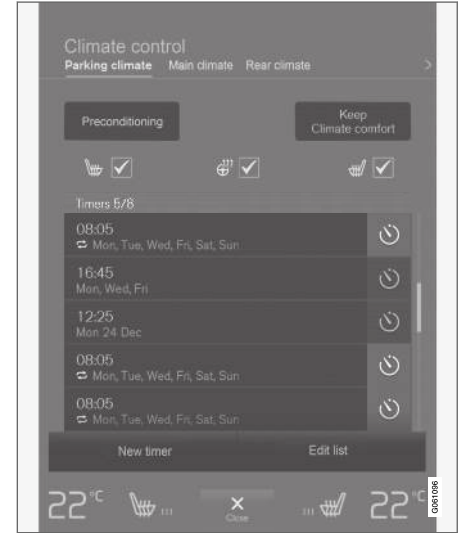 Climate control
Parking climate Main climate Rear climate
Preconditioning
Keep
Climate comfort
Timers 5/8
08:05
Mon, Tue, Wed, Fri, Sat, Sun
16:45
Mon, Wed, Fri
12:25
Mon 24 Dec
08:05
Mon, Tue, Wed, Fri, Sat, Sun
08:05
Mon, Tue, Wed, Fri, Sat, Sun
New timer Edit list
22°C 22°C
Close
G061096